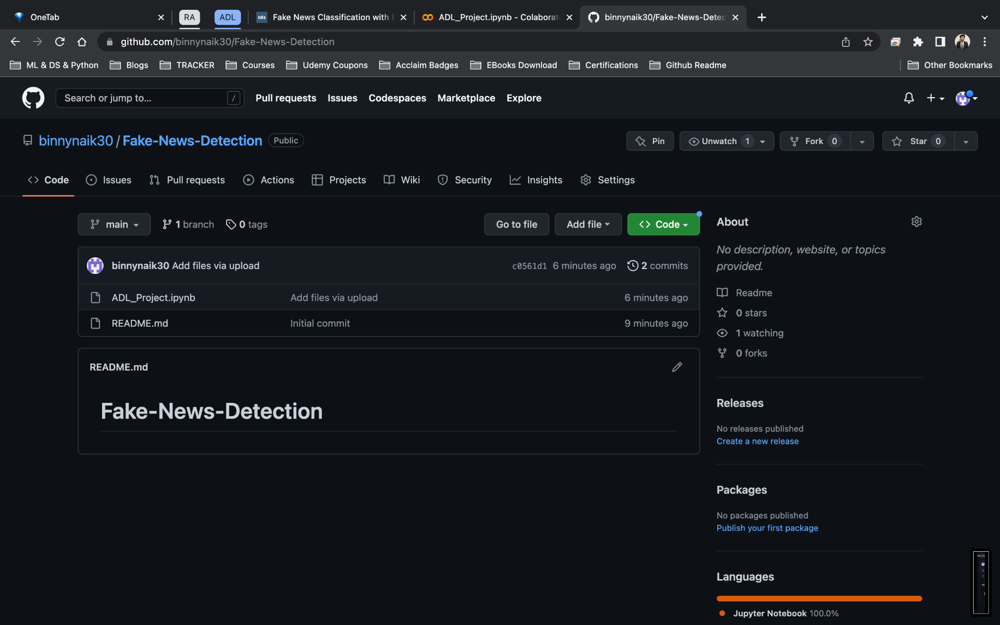 OneTab
RA
ADL
tds
Fake News Classification with
ADL_Project.ipynb - Colaborat
binnynaik30/Fake-News-Detec
github.com/binnynaik30/Fake-News-Detection
ML & DS & Python
Blogs
TRACKER
Courses
Udemy Coupons
Acclaim Badges
EBooks Download
Certifications
Github Readme
Other Bookmarks
Search or jump to...
/
Pull requests
Issues
Codespaces
Marketplace
Explore
binnynaik30 / Fake-News-Detection
Public
Pin
Unwatch 1
Fork 0
Star 0
Code
Issues
Pull requests
Actions
Projects
Wiki
Security
Insights
Settings
main
1 branch
0 tags
Go to file
Add file
Code
binnynaik30 Add files via upload
c0561d1 6 minutes ago
2 commits
ADL_Project.ipynb
Add files via upload
6 minutes ago
README.md
Initial commit
9 minutes ago
README.md
Fake-News-Detection
About
No description, website, or topics
provided.
Readme
0 stars
1 watching
0 forks
Releases
No releases published
Create a new release
Packages
No packages published
Publish your first package
Languages
Jupyter Notebook 100.0%